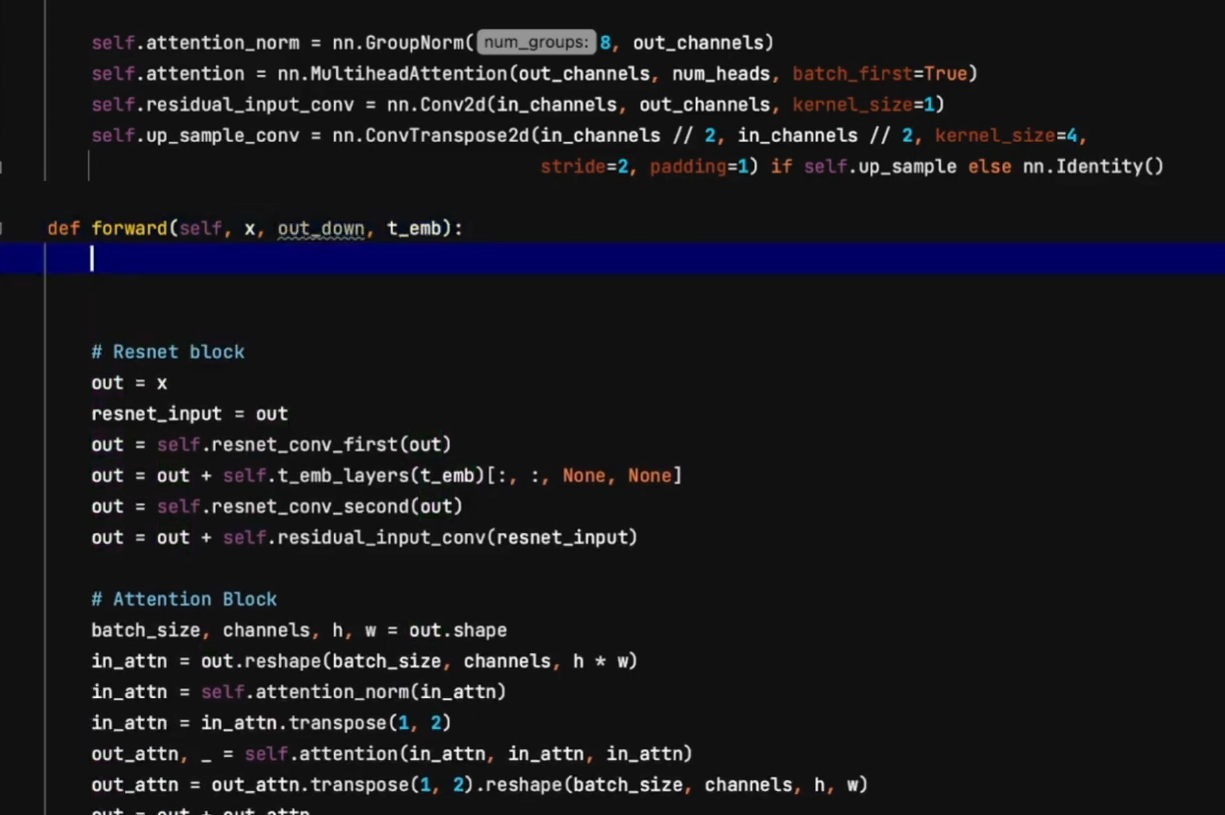 self.attention_norm = nn.GroupNorm( num_groups: 8, out_channels)
self.attention = nn.MultiheadAttention(out_channels, num_heads, batch_first=True)
self.residual_input_conv = nn.Conv2d(in_channels, out_channels, kernel_size=1)
self.up_sample_conv = nn.ConvTranspose2d(in_channels // 2, in_channels // 2, kernel_size=4,
stride=2, padding=1) if self.up_sample else nn.Identity()
def forward(self, x, out_down, t_emb):
# Resnet block
out = x
resnet_input = out
out = self.resnet_conv_first(out)
out = out + self.t_emb_layers(t_emb)[:, :, None, None]
out = self.resnet_conv_second(out)
out = out + self.residual_input_conv(resnet_input)
# Attention Block
batch_size, channels, h, w = out.shape
in_attn = out.reshape(batch_size, channels, h * w)
in_attn = self.attention_norm(in_attn)
in_attn = in_attn.transpose(1, 2)
out_attn, _ = self.attention(in_attn, in_attn, in_attn)
out_attn = out_attn.transpose(1, 2).reshape(batch_size, channels, h, w)
out = out + out_attn